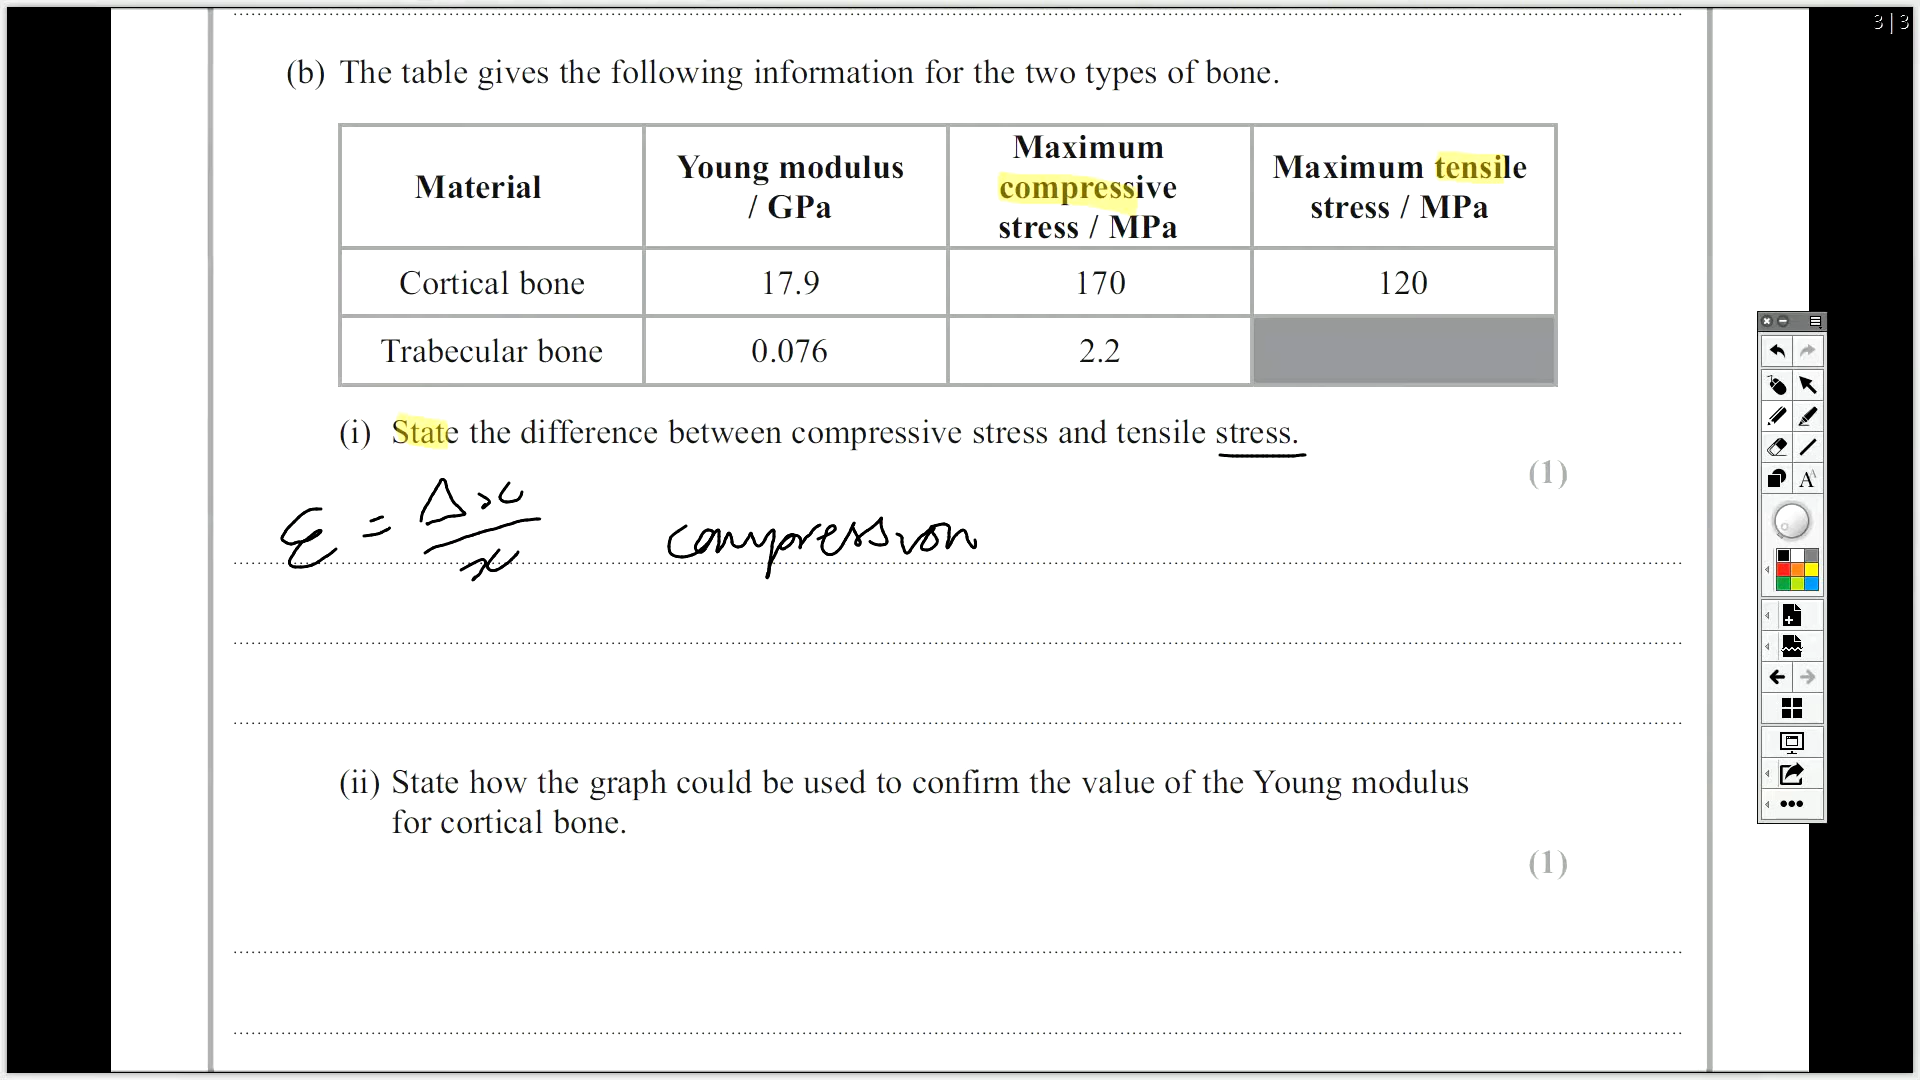 3|3
(b) The table gives the following information for the two types of bone.
Material
Young modulus
/ GPa
Maximum
compressive
stress / MPa
Maximum tensile
stress / MPa
Cortical bone 17.9 170 120
Trabecular bone 0.076 2.2
(i) State the difference between compressive stress and tensile stress.
(1)
ε = Δx/x compression
(ii) State how the graph could be used to confirm the value of the Young modulus
for cortical bone.
(1)
A